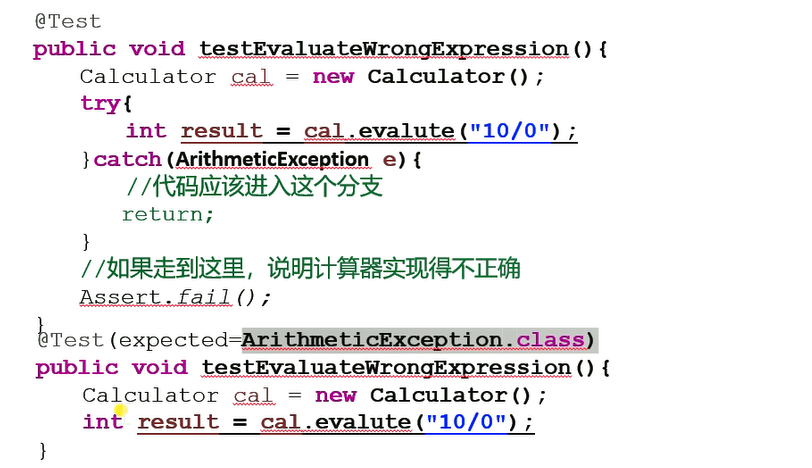 @Test
public void testEvaluateWrongExpression(){
Calculator cal = new Calculator();
try{
int result = cal.evalute("10/0");
}catch(ArithmeticException e){
//代码应该进入这个分支
return;
}
//如果走到这里，说明计算器实现得不正确
Assert.fail();
}
@Test(expected=ArithmeticException.class)
public void testEvaluateWrongExpression(){
Calculator cal = new Calculator();
int result = cal.evalute("10/0");
}